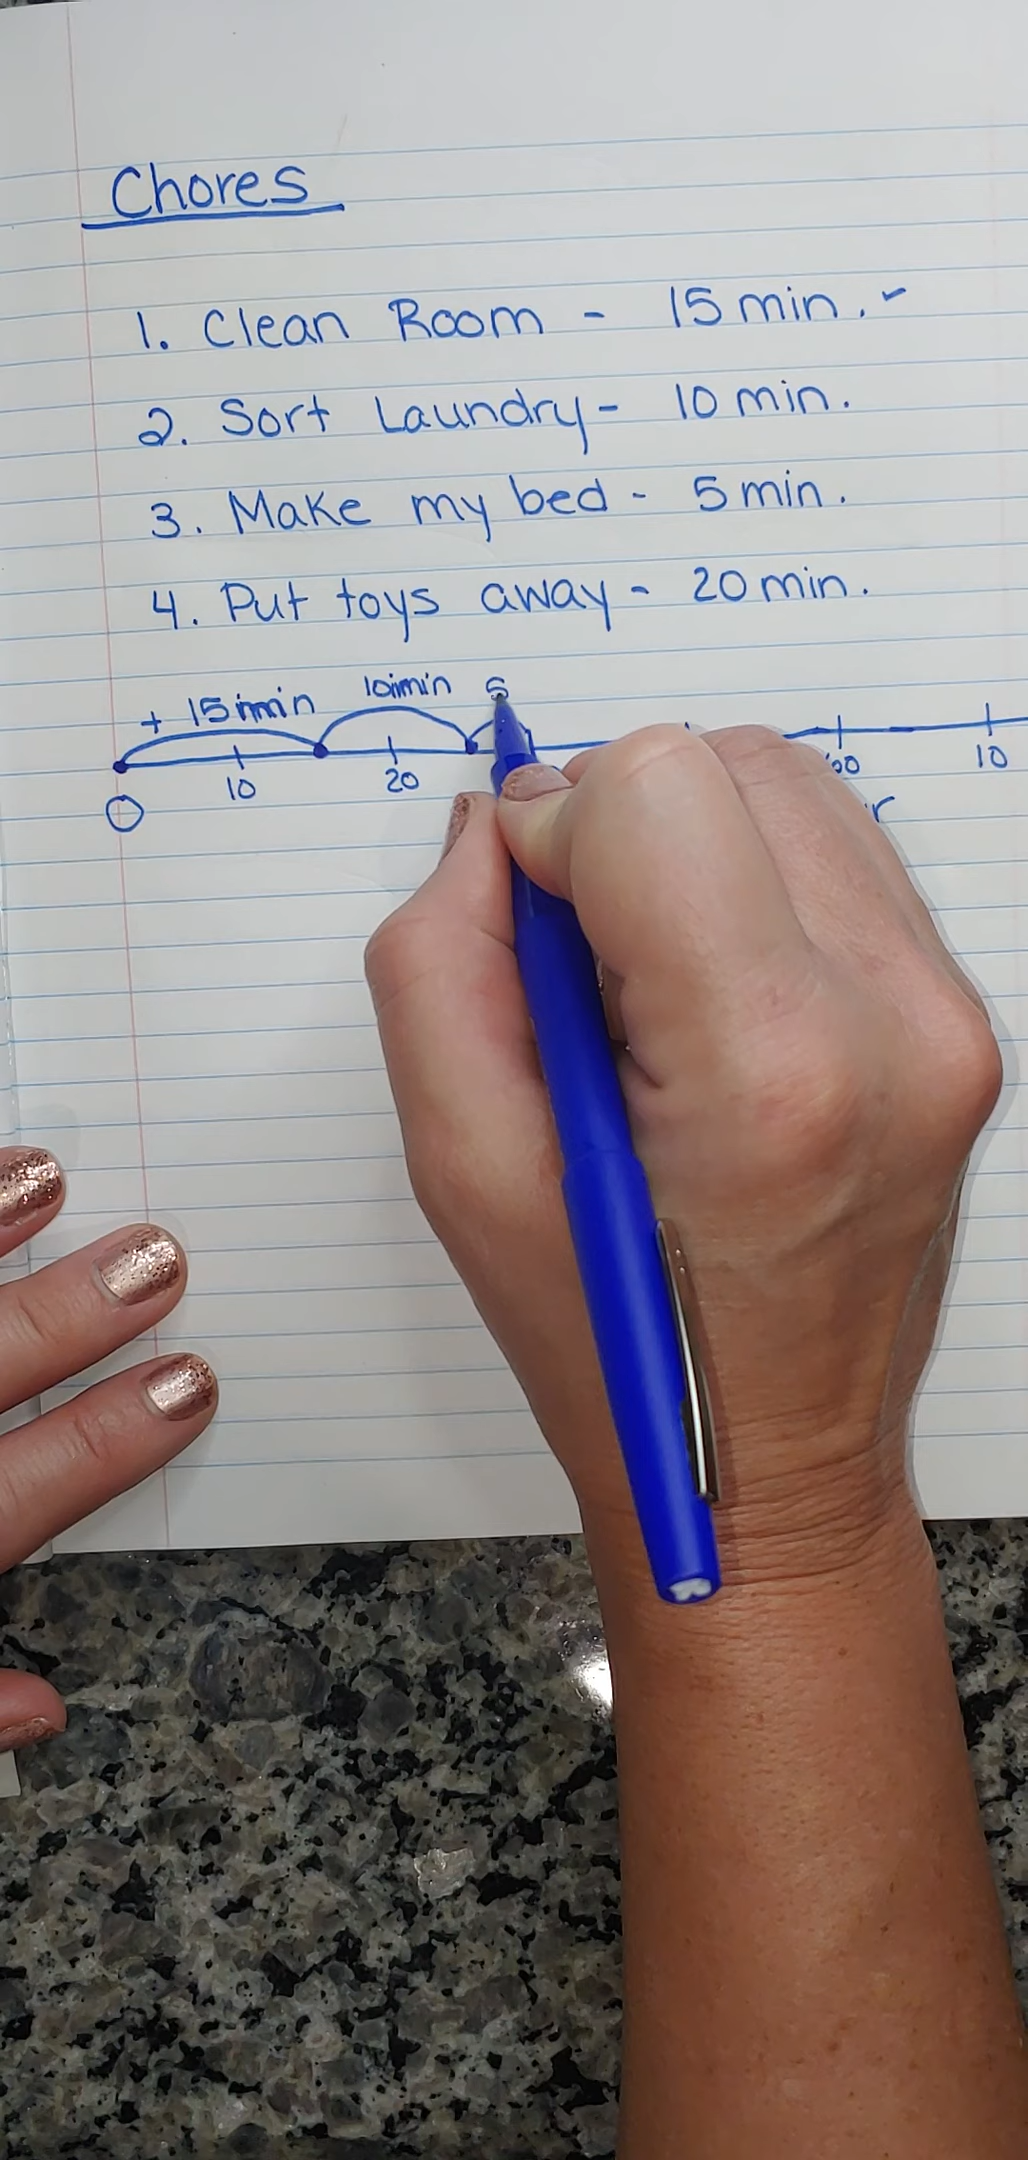 Chores
1. Clean Room - 15 min. ✓
2. Sort Laundry - 10 min.
3. Make my bed - 5 min.
4. Put toys away - 20 min.
+ 15 min 10 min 5
10 20 10
0